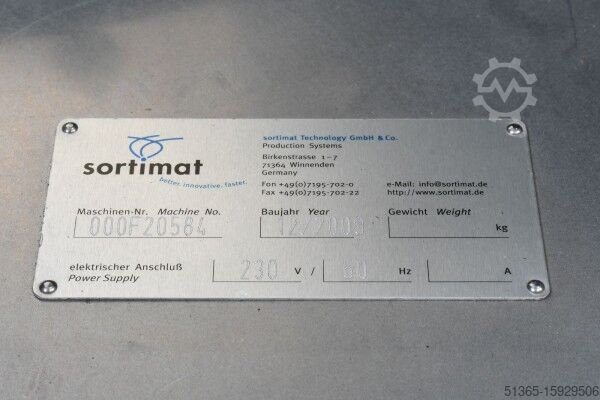 sortimat
better. innovative. faster.
sortimat Technology GmbH & Co.
Production Systems
Birkenstrasse 1-7
71364 Winnenden
Germany
Fon +49(0)7195-702-0
Fax +49(0)7195-702-22
e-Mail: info@sortimat.de
http://www.sortimat.de
Maschinen-Nr. Machine No.
000F20584
Baujahr Year
12/2000
Gewicht Weight
kg
elektrischer Anschluß
Power Supply
230 V / 60 Hz A
51365-15929506